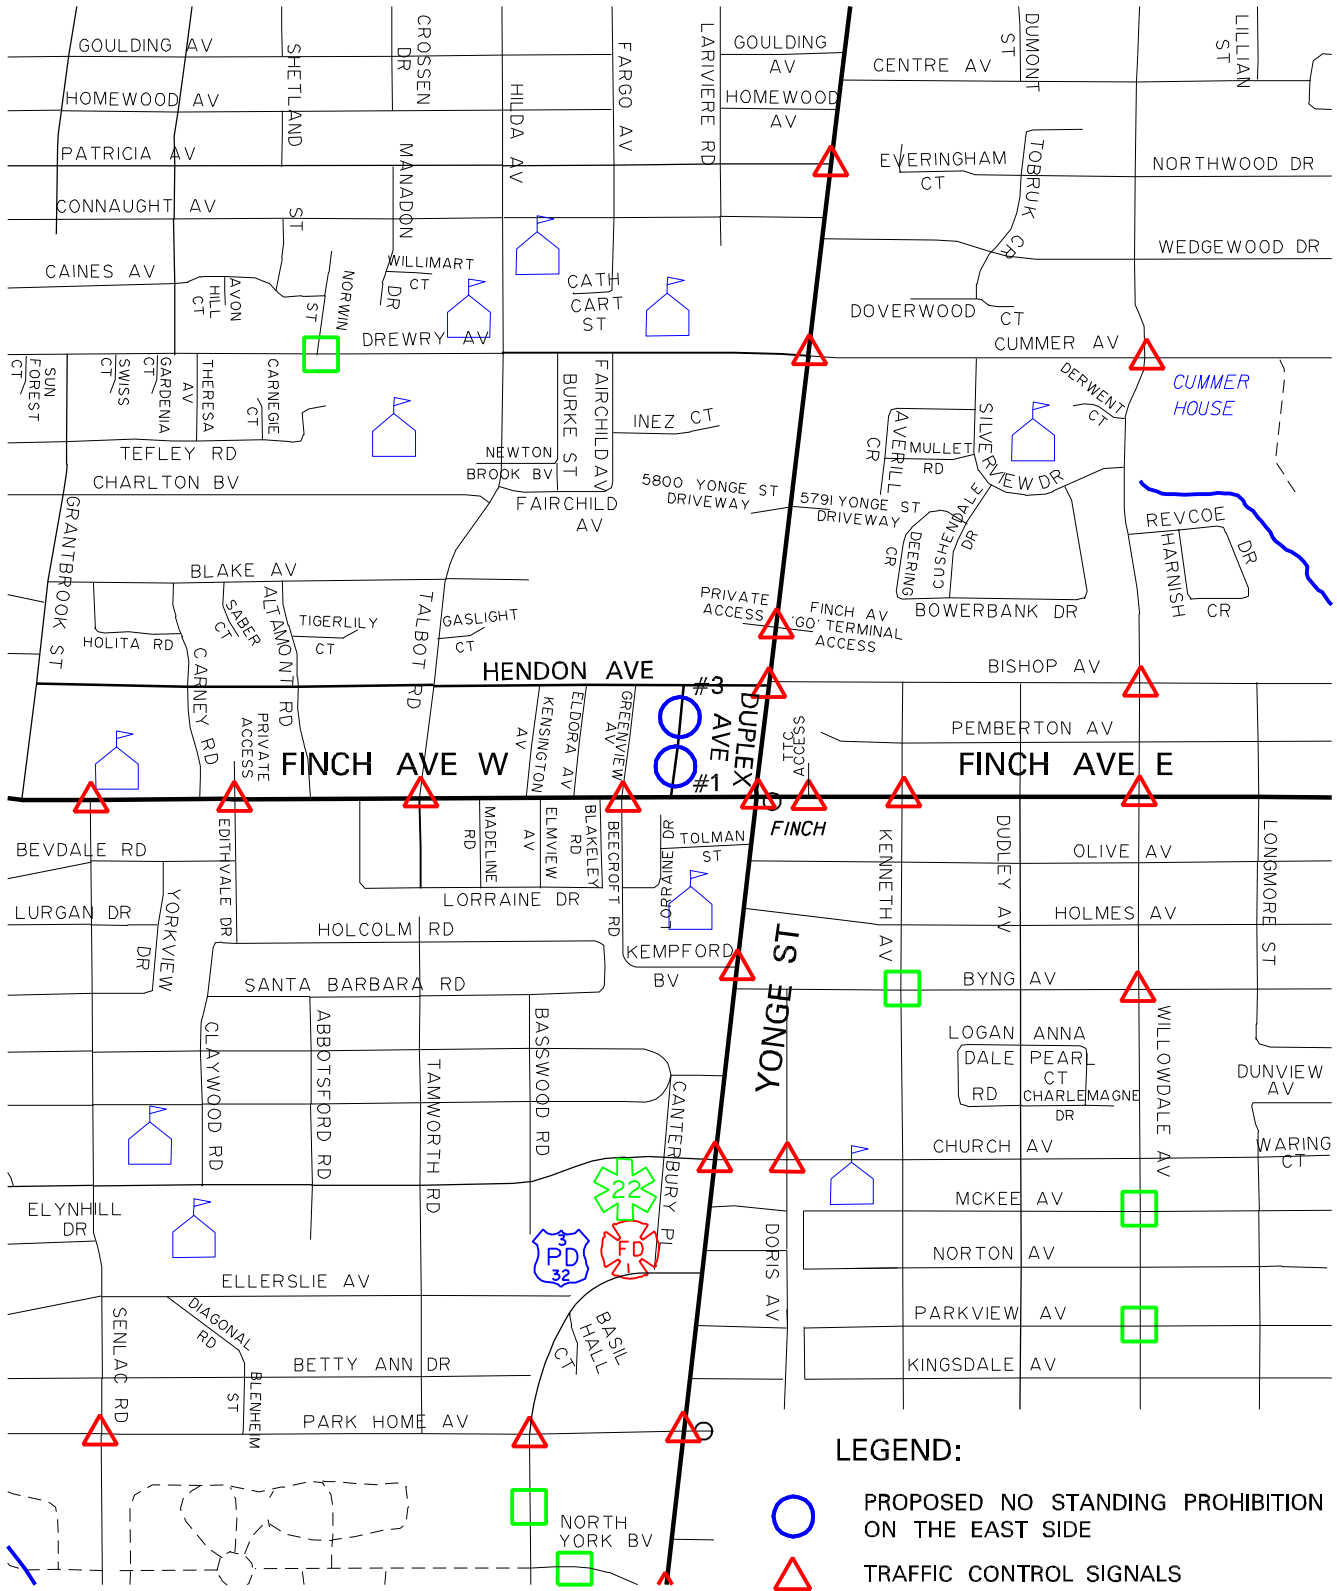 GOULDING AV
SHETLAND
ST
CROSSEN
DR
FARGO AV
LARIVIERE RD
GOULDING
AV
DUMONT
ST
LILLIAN
ST
CENTRE AV
HOMEWOOD AV
HILDA AV
HOMEWOOD
AV
PATRICIA AV
MANADON
DR
EVERINGHAM
CT
TOBRUK
CR
NORTHWOOD DR
CONNAUGHT AV
WEDGEWOOD DR
CAINES AV
AVON
HILL
CT
NORWIN
ST
WILLIMART
CT
CATH
CART
ST
DOVERWOOD
CT
DREWRY AV
CUMMER AV
SUN
FOREST
CT
SWISS
CT
GARDENIA
CT
THERESA
AV
CARNEGIE
CT
BURKE ST
FAIRCHILD AV
INEZ CT
DERWENT
CT
CUMMER
HOUSE
AVERILL
CR
MULLET
RD
SILVERVIEW DR
TEFLEY RD
NEWTON
BROOK BV
CHARLTON BV
FAIRCHILD
AV
5800 YONGE ST
DRIVEWAY
5791 YONGE ST
DRIVEWAY
CUSHENDALE
DR
DEERING
CR
REVCOE
DR
HARNISH
CR
GRANTBROOK ST
BLAKE AV
HOLITA RD
SABER
CT
ALTAMONT RD
TIGERLILY
CT
TALBOT RD
GASLIGHT
CT
PRIVATE
ACCESS
FINCH AV
'GO' TERMINAL
ACCESS
BOWERBANK DR
CARNEY RD
HENDON AVE
BISHOP AV
#3
PRIVATE
ACCESS
KENSINGTON
AV
ELDORA AV
GREENVIEW
AV
DUPLEX
AVE
TTC
ACCESS
PEMBERTON AV
FINCH AVE W
#1
FINCH AVE E
FINCH
BEVDALE RD
EDITHVALE DR
MADELINE
RD
ELMVIEW
AV
BLAKELEY
RD
BEECROFT RD
LORRAINE DR
TOLMAN
ST
KENNETH AV
DUDLEY AV
OLIVE AV
LONGMORE ST
LORRAINE DR
LURGAN DR
YORKVIEW
DR
HOLCOLM RD
HOLMES AV
KEMPFORD
BV
YONGE ST
SANTA BARBARA RD
BYNG AV
CLAYWOOD RD
ABBOTSFORD RD
TAMWORTH RD
BASSWOOD RD
CANTERBURY PL
LOGAN
DALE
RD
ANNA
PEARL
CT
CHARLEMAGNE
DR
WILLOWDALE AV
DUNVIEW
AV
CHURCH AV
WARING
CT
22
MCKEE AV
ELYNHILL
DR
3
PD
32
FD
1
DORIS AV
NORTON AV
ELLERSLIE AV
SENLAC RD
DIAGONAL
RD
BASIL
HALL
CT
PARKVIEW AV
BETTY ANN DR
BLENHEIM
ST
KINGSDALE AV
PARK HOME AV
NORTH
YORK BV
LEGEND:
PROPOSED NO STANDING PROHIBITION
ON THE EAST SIDE
TRAFFIC CONTROL SIGNALS